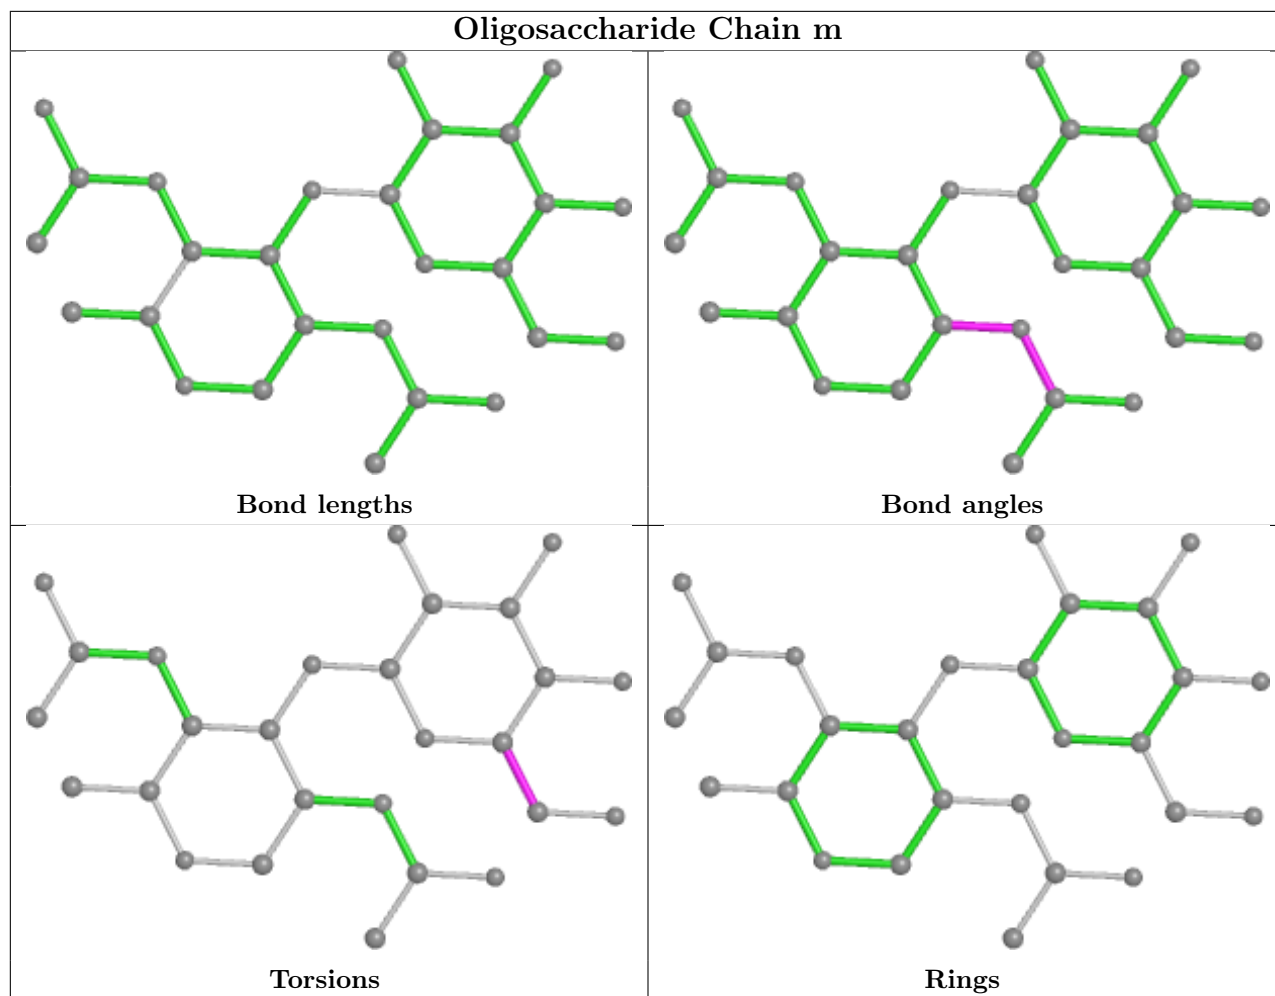 Oligosaccharide Chain m
Bond lengths
Bond angles
Torsions
Rings